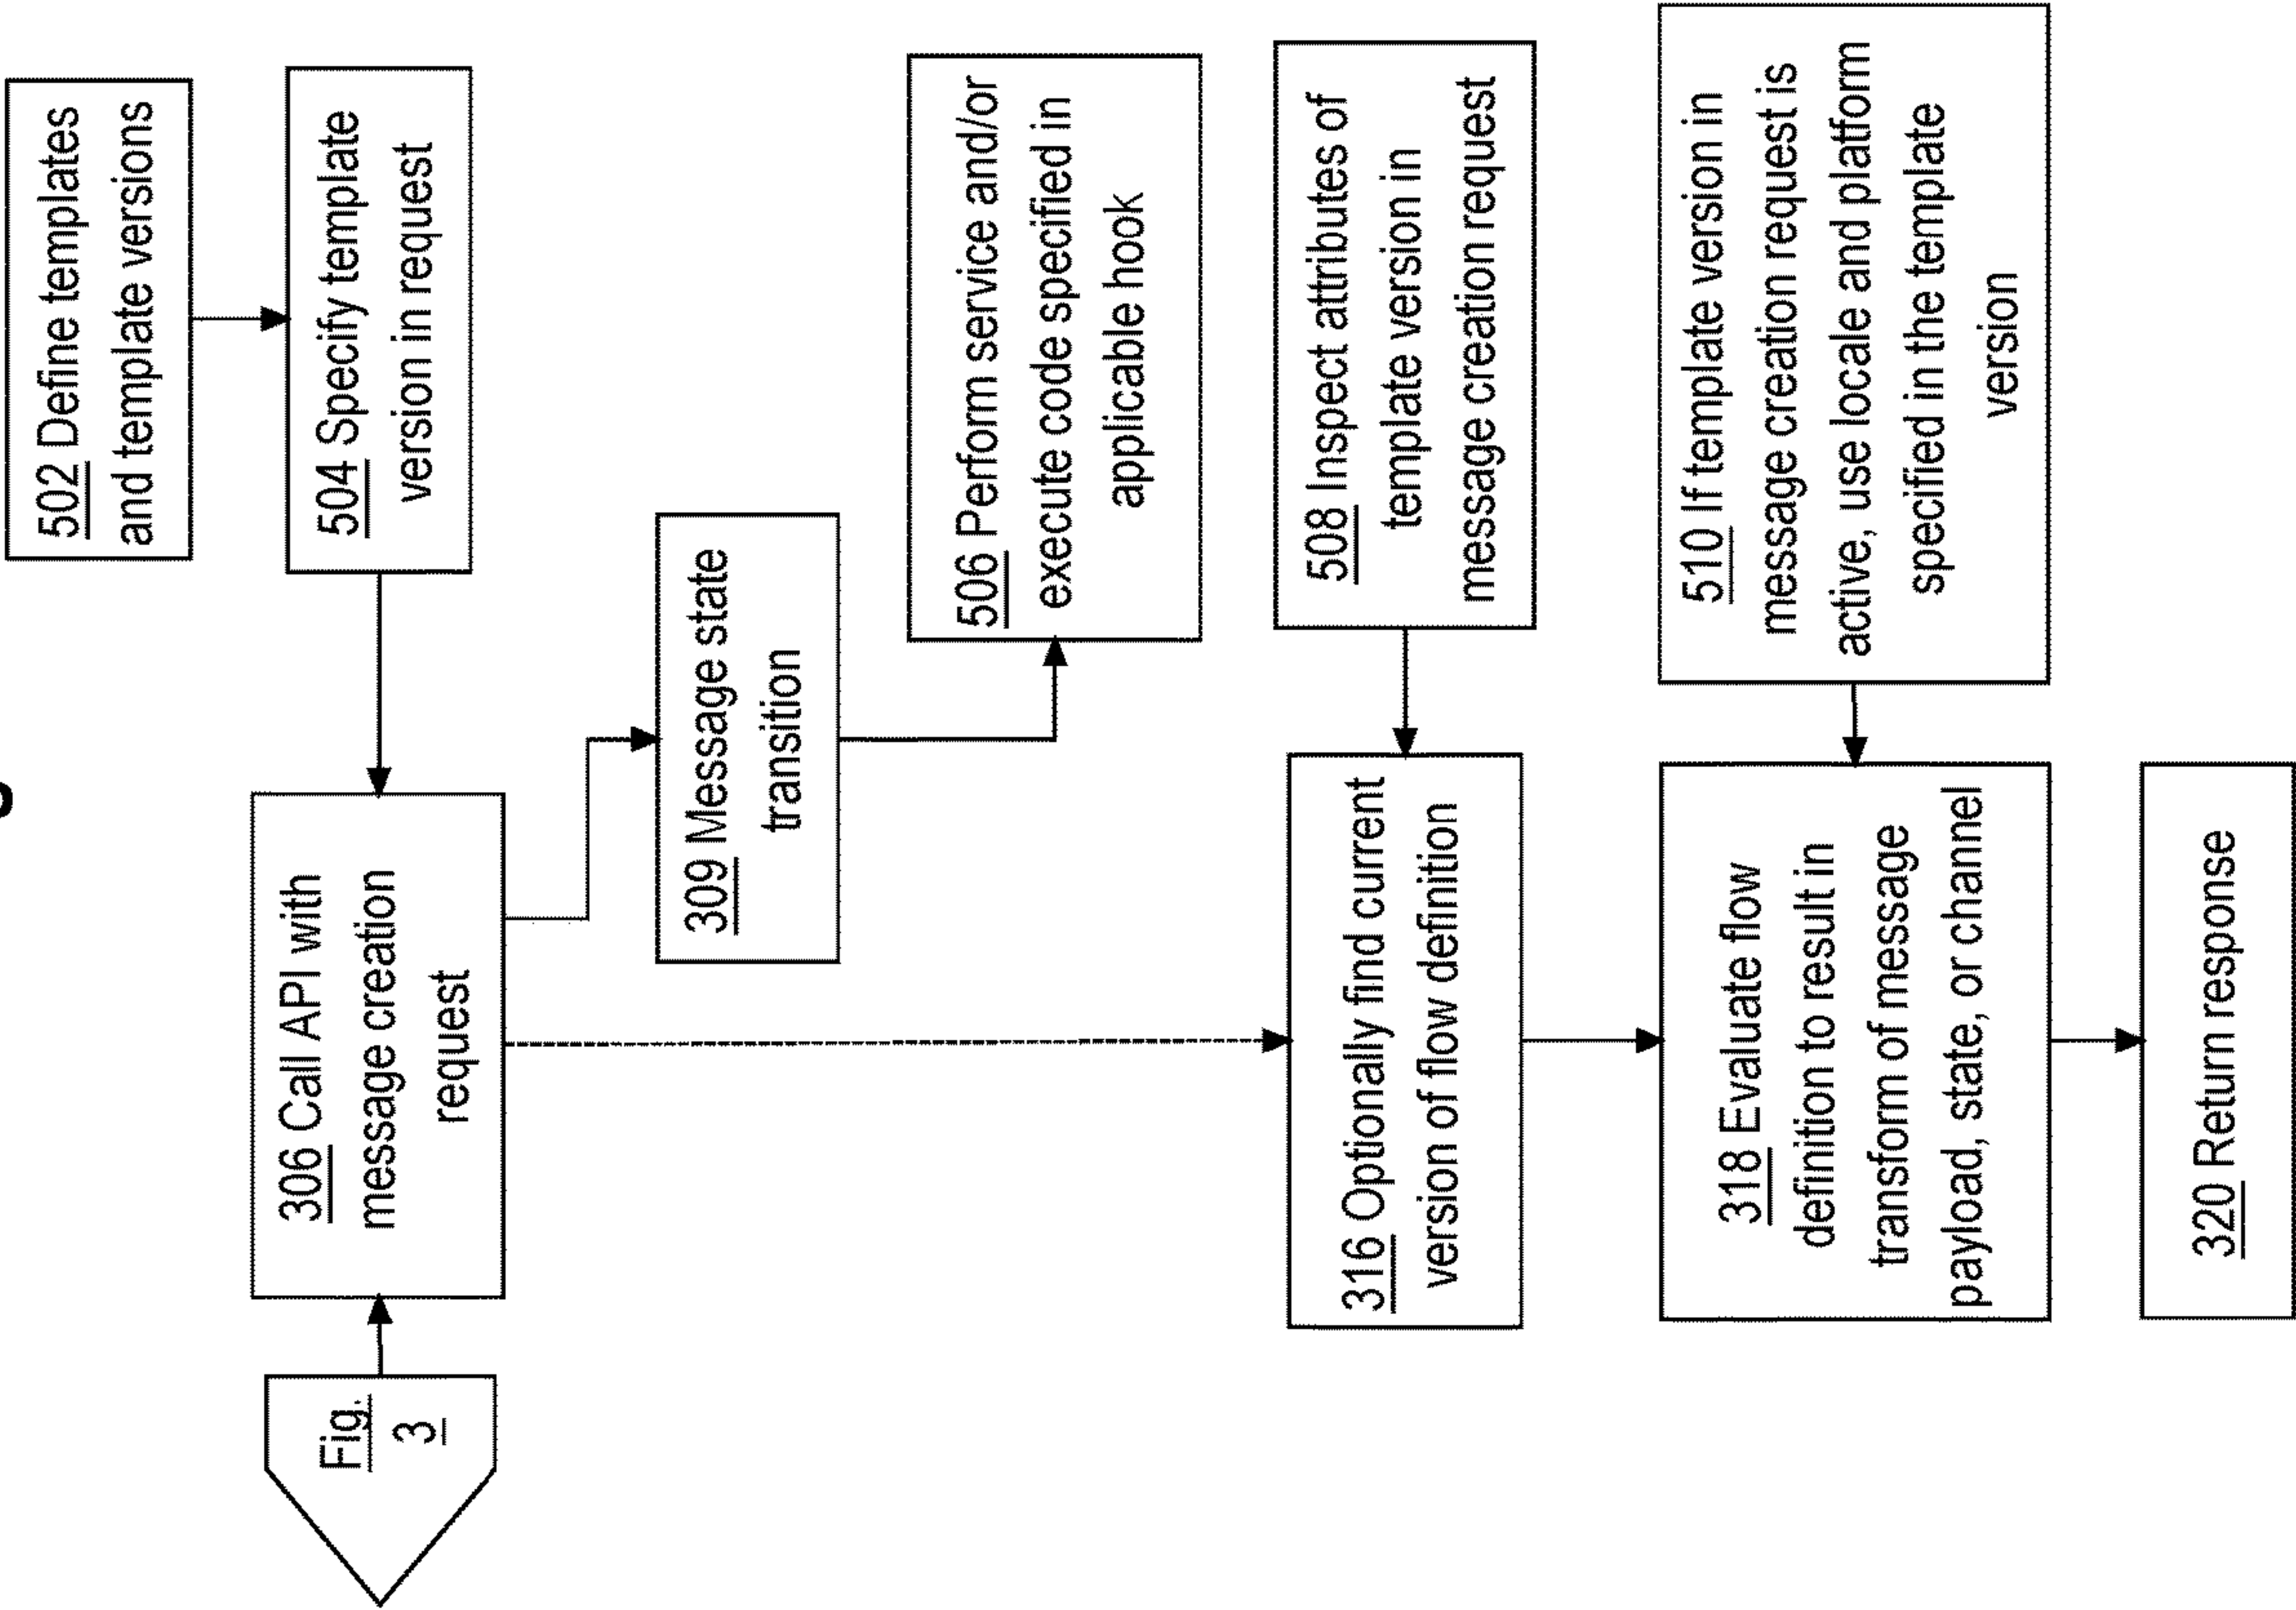 Fig.
3
306 Call API with
message creation
request
502 Define templates
and template versions
504 Specify template
version in request
309 Message state
transition
506 Perform service and/or
execute code specified in
applicable hook
316 Optionally find current
version of flow definition
508 Inspect attributes of
template version in
message creation request
318 Evaluate flow
definition to result in
transform of message
payload, state, or channel
510 If template version in
message creation request is
active, use locale and platform
specified in the template
version
320 Return response